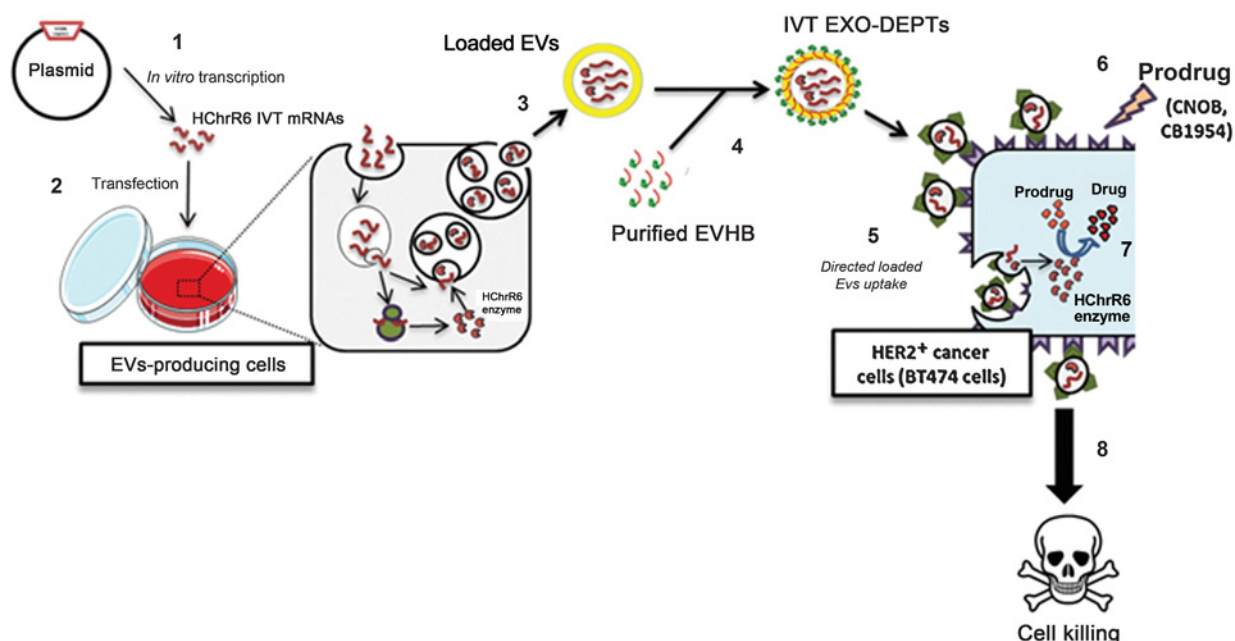 1
Plasmid
In vitro transcription
HChrR6 IVT mRNAs
2
Transfection
EVs-producing cells
HChrR6
enzyme
3
Loaded EVs
4
Purified EVHB
IVT EXO-DEPTs
5
Directed loaded
Evs uptake
6
Prodrug
(CNOB,
CB1954)
Prodrug
Drug
7
HChrR6
enzyme
HER2+ cancer
cells (BT474 cells)
8
Cell killing